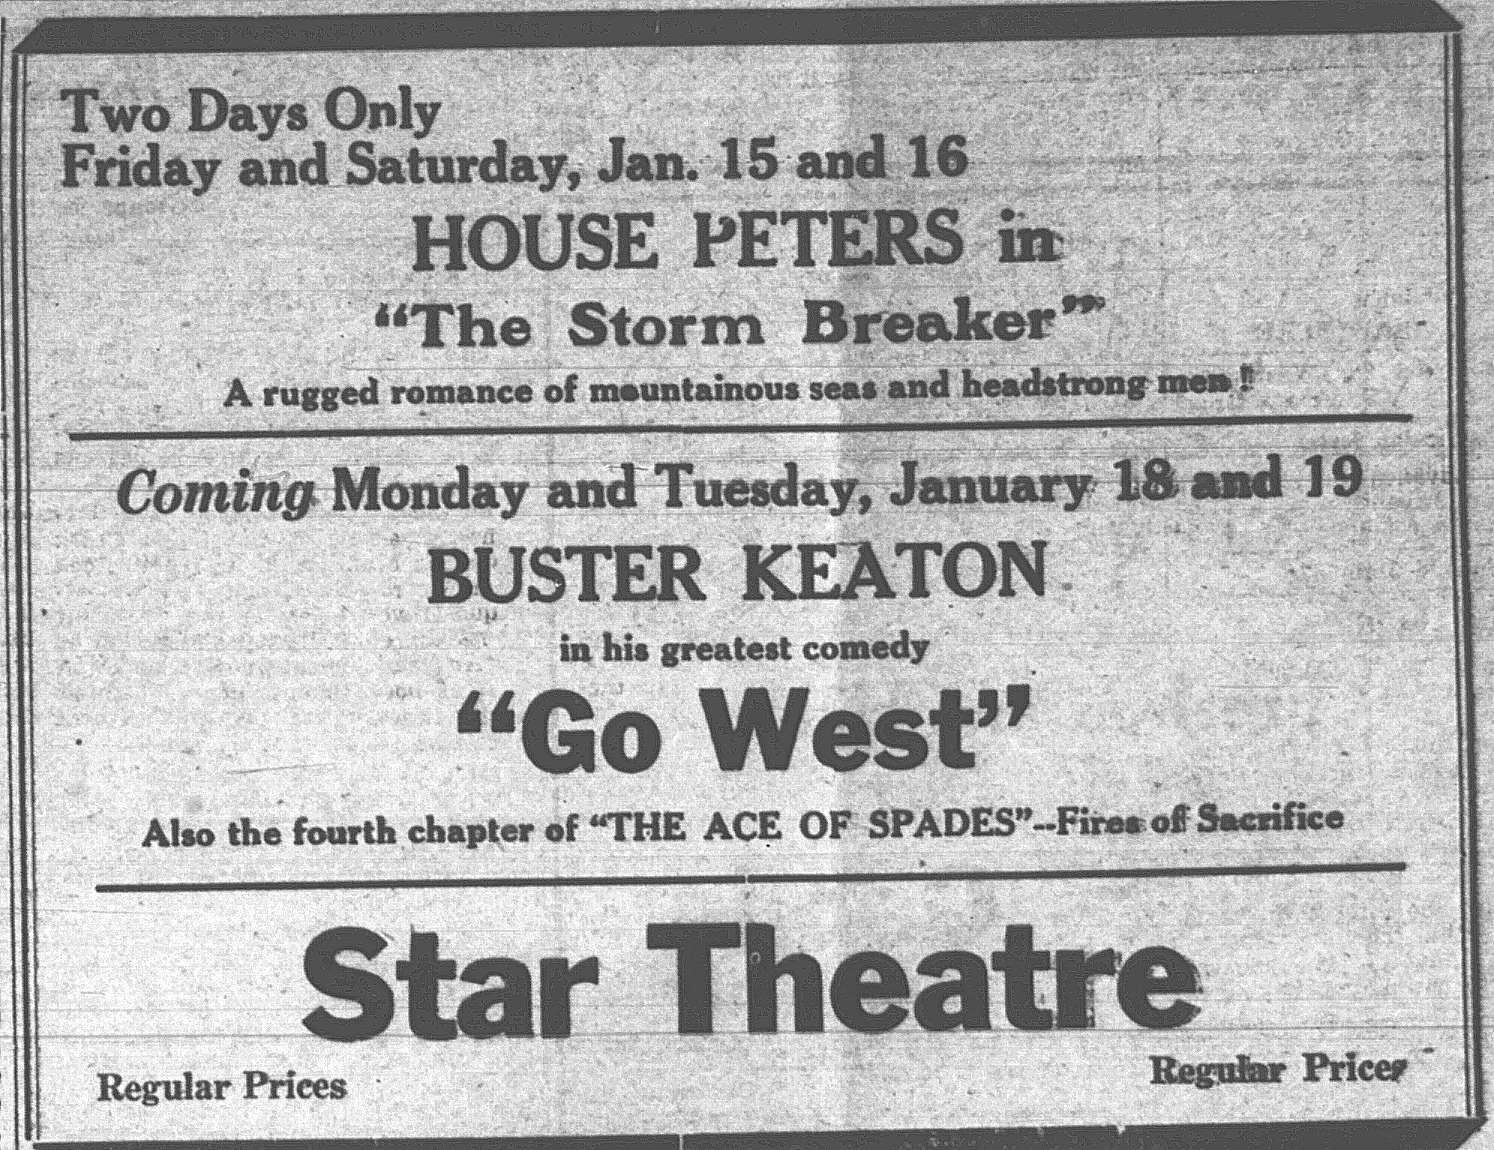 Two Days Only
Friday and Saturday, Jan. 15 and 16
HOUSE PETERS in
“The Storm Breaker”
A rugged romance of mountainous seas and headstrong men!
Coming Monday and Tuesday, January 18 and 19
BUSTER KEATON
in his greatest comedy
“Go West”
Also the fourth chapter of “THE ACE OF SPADES”--Fires of Sacrifice
Star Theatre
Regular Prices
Regular Prices